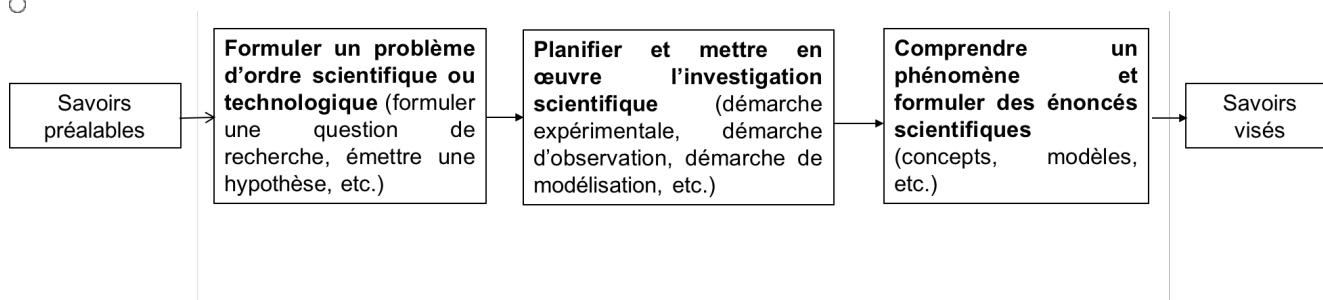 Savoirs
préalables
Formuler un problème
d’ordre scientifique ou
technologique (formuler
une question de
recherche, émettre une
hypothèse, etc.)
Planifier et mettre en
œuvre l’investigation
scientifique (démarche
expérimentale, démarche
d’observation, démarche de
modélisation, etc.)
Comprendre un
phénomène et
formuler des énoncés
scientifiques
(concepts, modèles,
etc.)
Savoirs
visés